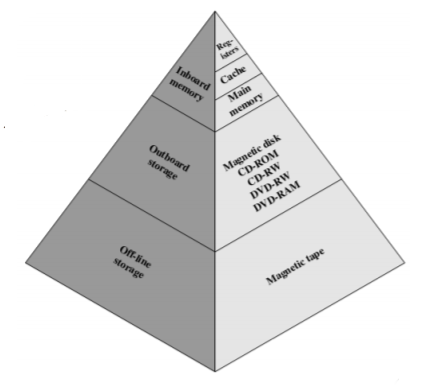 Reg-
isters
Cache
Main
memory
Inboard
memory
Outboard
storage
Magnetic disk
CD-ROM
CD-RW
DVD-RW
DVD-RAM
Off-line
storage
Magnetic tape